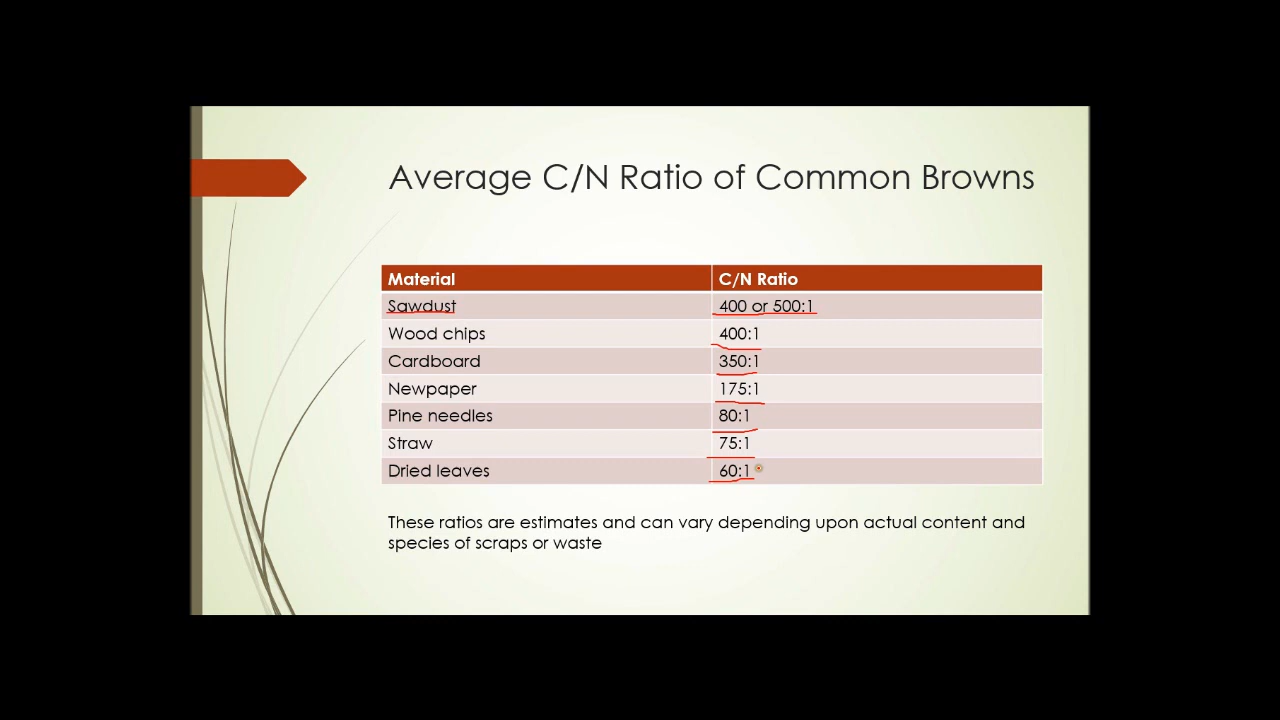 Average C/N Ratio of Common Browns
Material C/N Ratio
Sawdust 400 or 500:1
Wood chips 400:1
Cardboard 350:1
Newpaper 175:1
Pine needles 80:1
Straw 75:1
Dried leaves 60:1
These ratios are estimates and can vary depending upon actual content and
species of scraps or waste